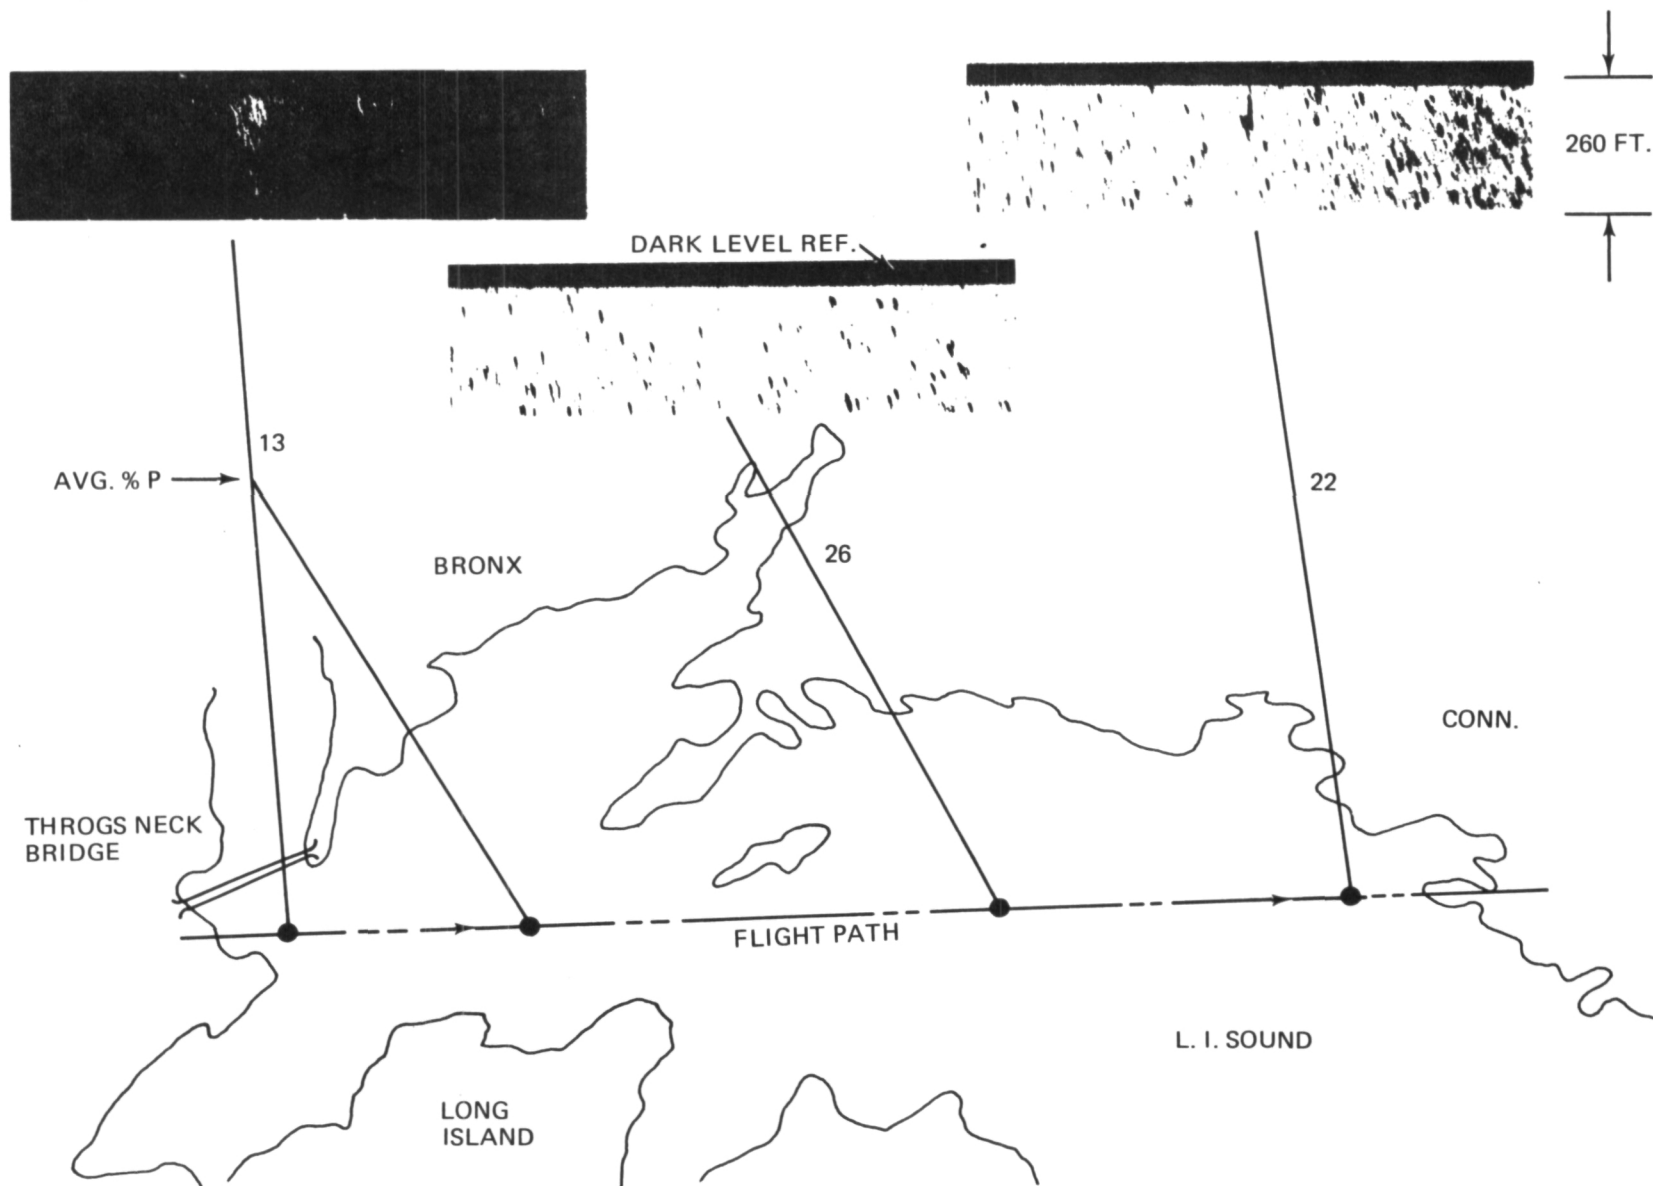 260 FT.
DARK LEVEL REF.
13
AVG. % P
22
26
BRONX
CONN.
THROGS NECK
BRIDGE
FLIGHT PATH
L. I. SOUND
LONG
ISLAND